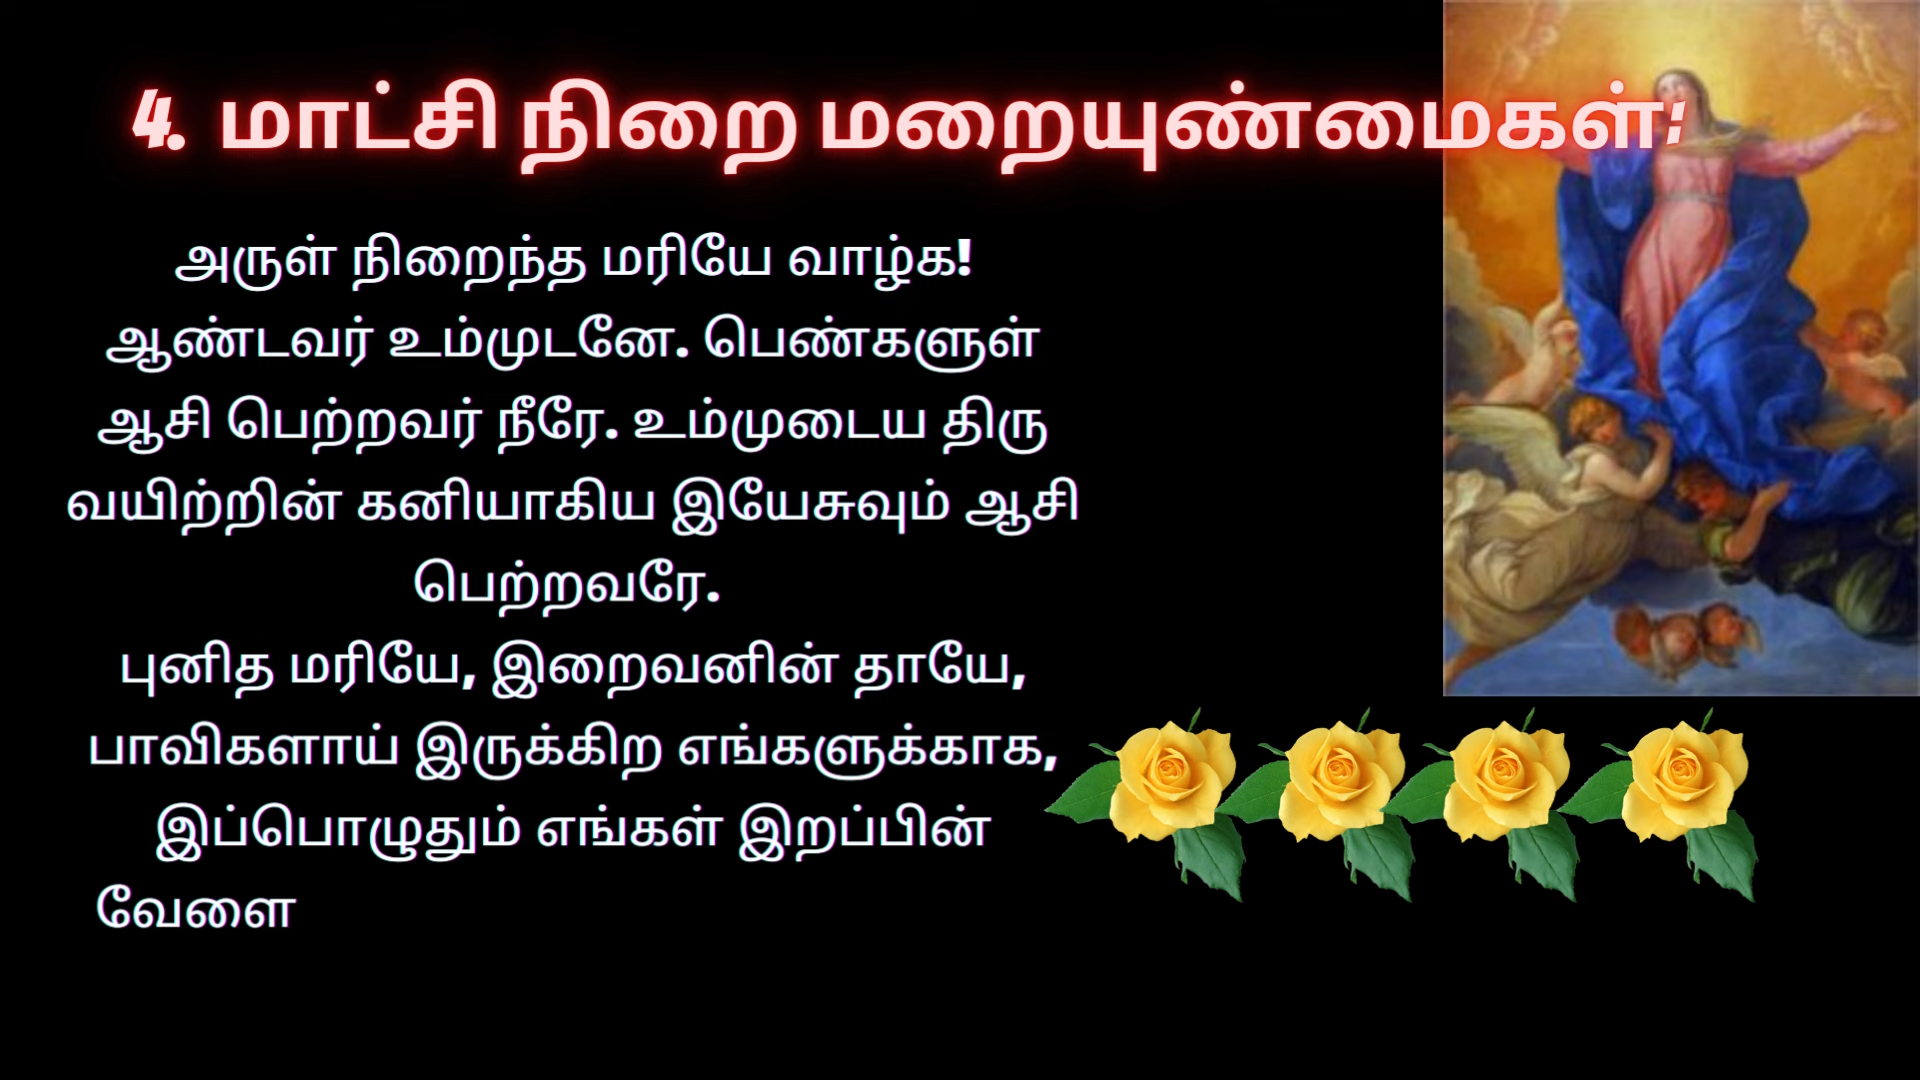 4. மாட்சி நிறை மறையுண்மைகள்:
அருள் நிறைந்த மரியே வாழ்க!
ஆண்டவர் உம்முடனே. பெண்களுள்
ஆசி பெற்றவர் நீரே. உம்முடைய திரு
வயிற்றின் கனியாகிய இயேசுவும் ஆசி
பெற்றவரே.
புனித மரியே, இறைவனின் தாயே,
பாவிகளாய் இருக்கிற எங்களுக்காக,
இப்பொழுதும் எங்கள் இறப்பின்
வேளை